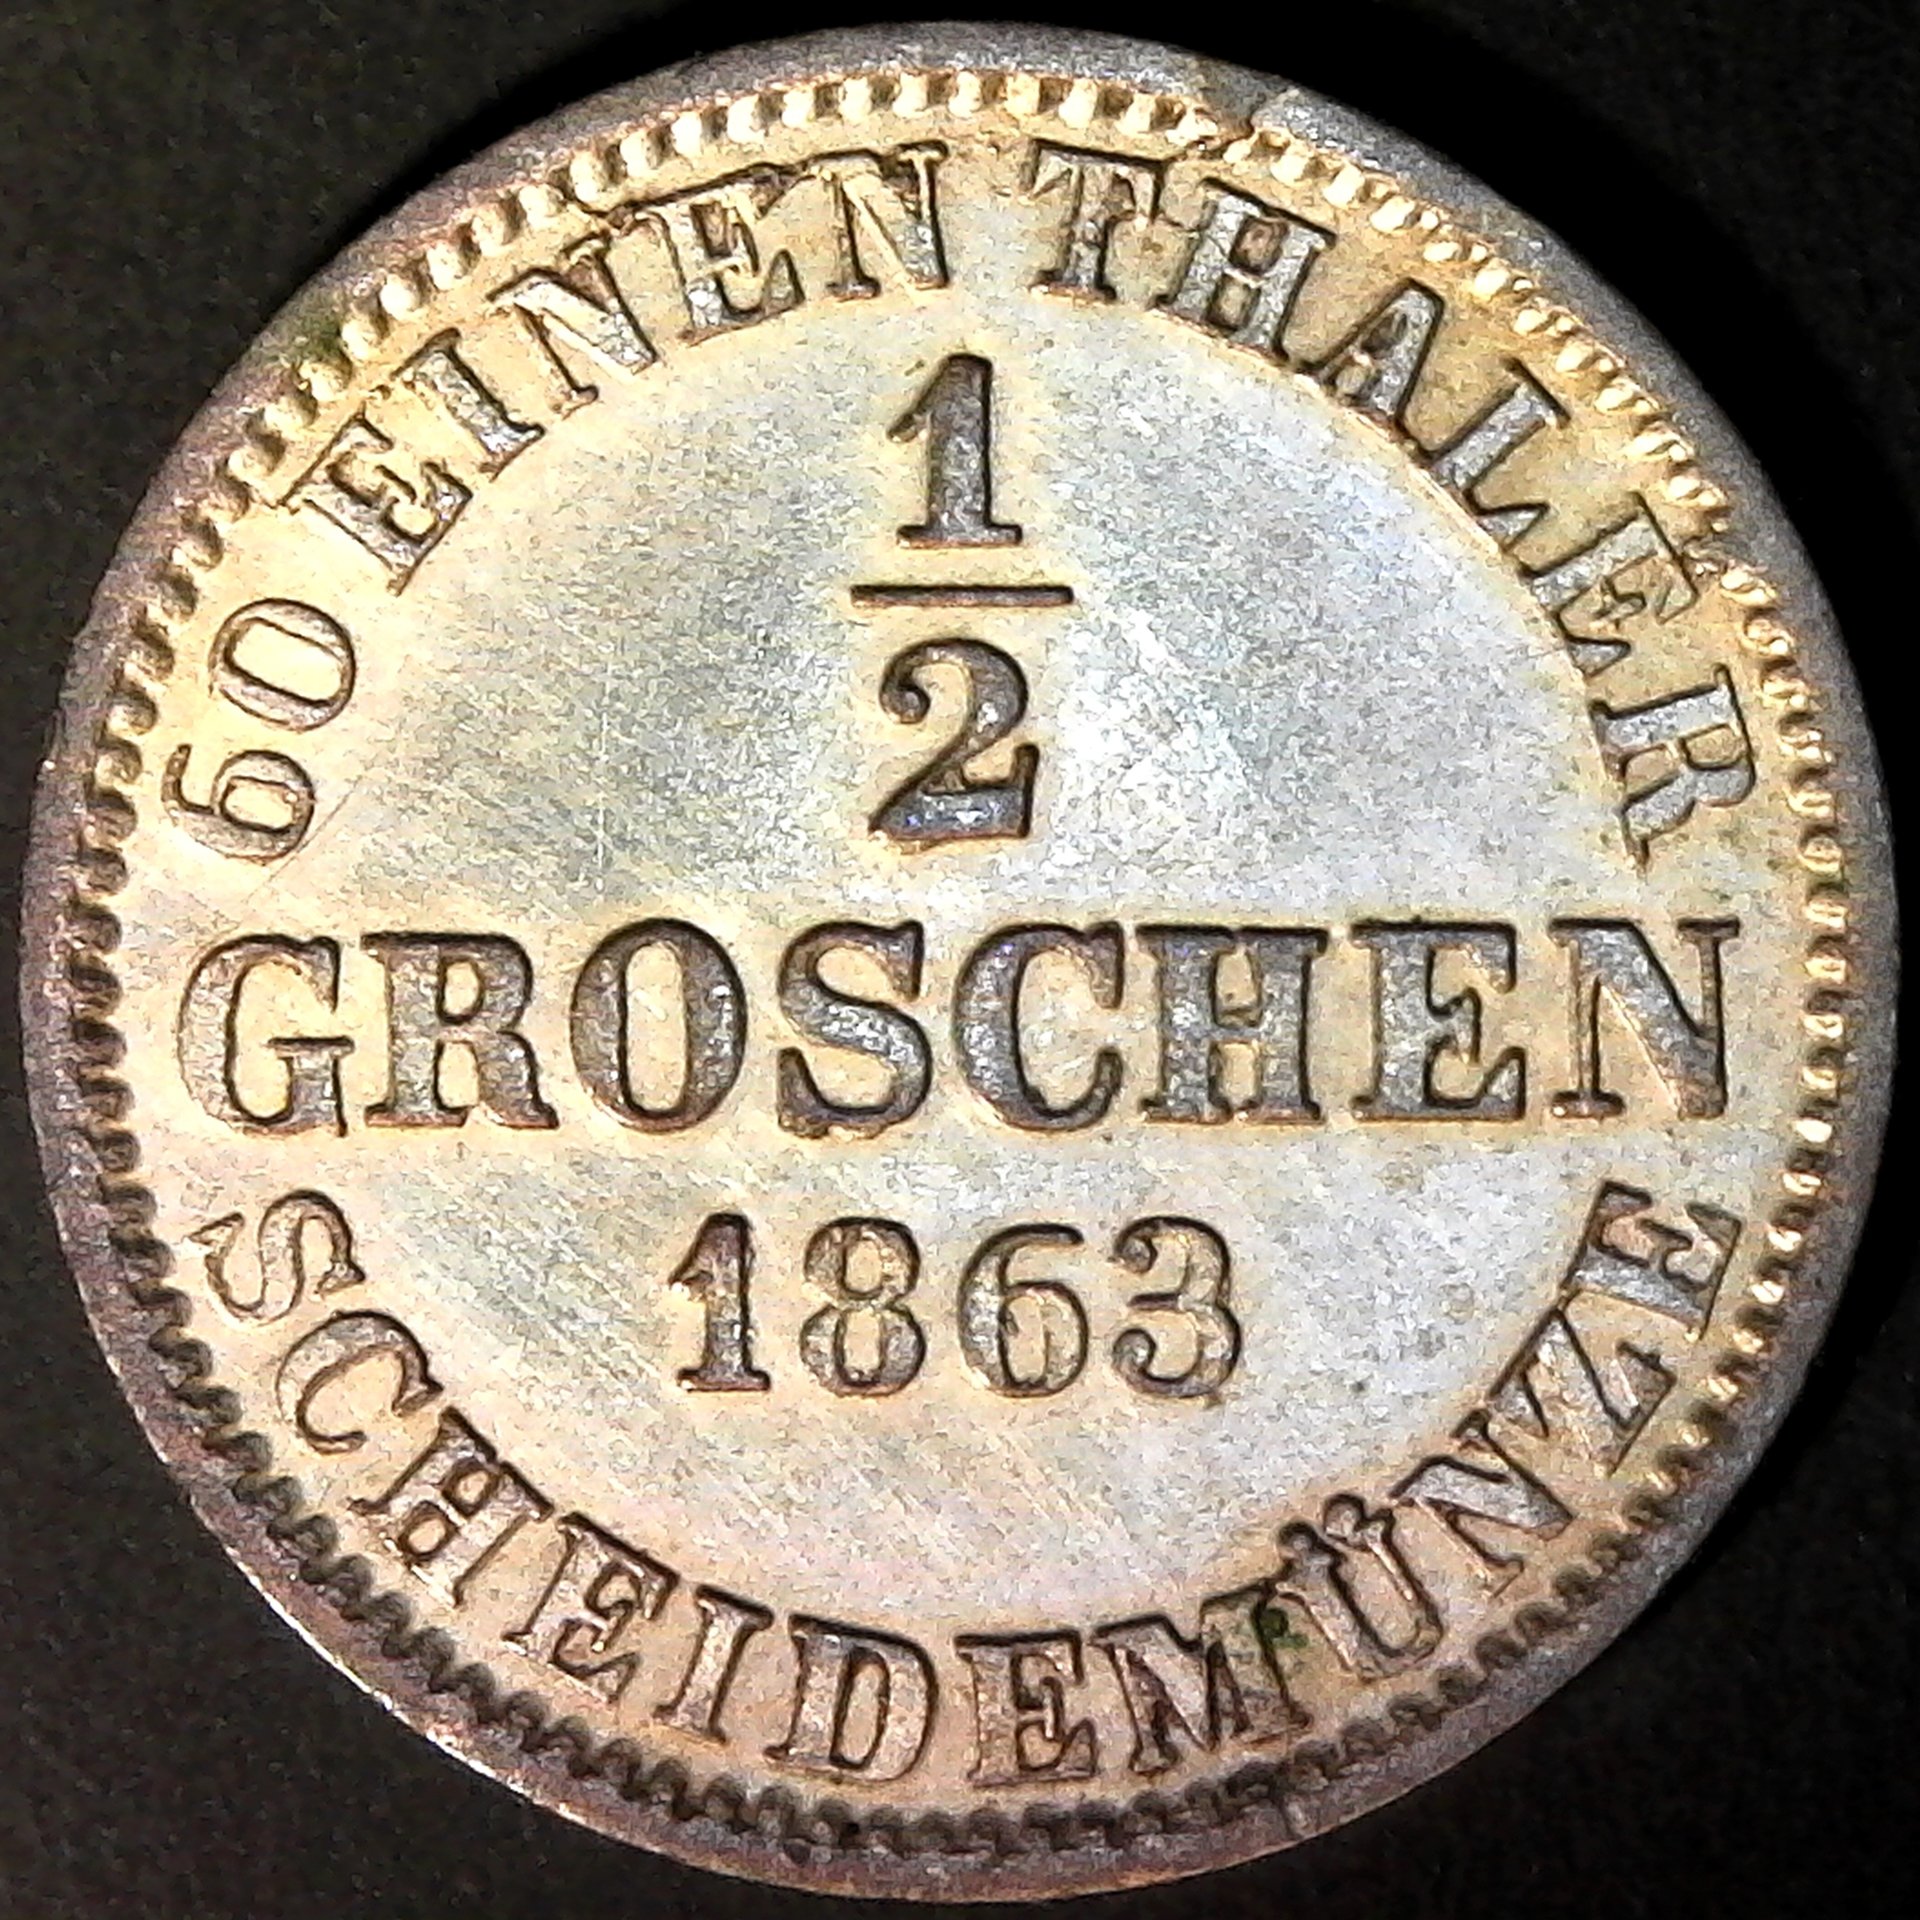 60 EINEN THALER
1
2
GROSCHEN
1863
SCHEIDEMÜNZE